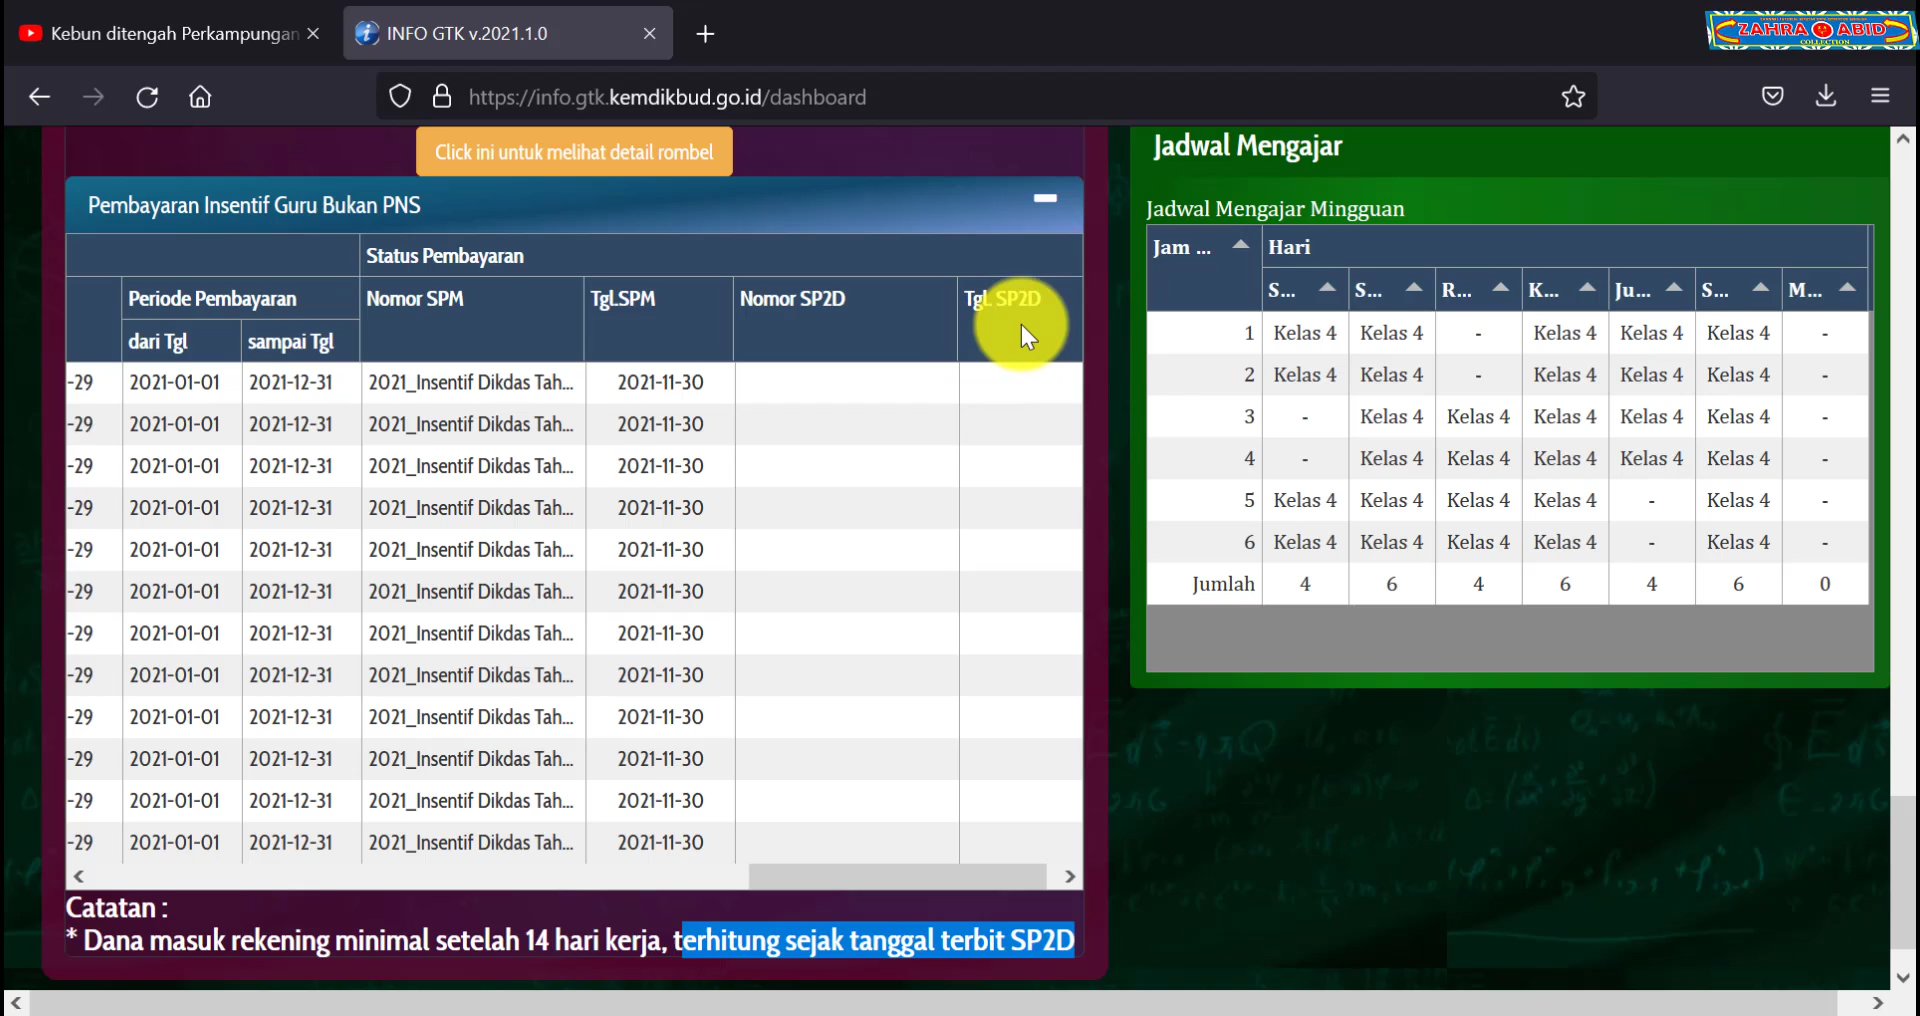 Kebun ditengah Perkampungan
INFO GTK v.2021.1.0
ZAHRA ABID
COLLECTION
https://info.gtk.kemdikbud.go.id/dashboard
Click ini untuk melihat detail rombel
Pembayaran Insentif Guru Bukan PNS
Status Pembayaran
Periode Pembayaran Nomor SPM Tgl.SPM Nomor SP2D Tgl. SP2D
dari Tgl sampai Tgl
-29 2021-01-01 2021-12-31 2021_Insentif Dikdas Tah... 2021-11-30
-29 2021-01-01 2021-12-31 2021_Insentif Dikdas Tah... 2021-11-30
-29 2021-01-01 2021-12-31 2021_Insentif Dikdas Tah... 2021-11-30
-29 2021-01-01 2021-12-31 2021_Insentif Dikdas Tah... 2021-11-30
-29 2021-01-01 2021-12-31 2021_Insentif Dikdas Tah... 2021-11-30
-29 2021-01-01 2021-12-31 2021_Insentif Dikdas Tah... 2021-11-30
-29 2021-01-01 2021-12-31 2021_Insentif Dikdas Tah... 2021-11-30
-29 2021-01-01 2021-12-31 2021_Insentif Dikdas Tah... 2021-11-30
-29 2021-01-01 2021-12-31 2021_Insentif Dikdas Tah... 2021-11-30
-29 2021-01-01 2021-12-31 2021_Insentif Dikdas Tah... 2021-11-30
-29 2021-01-01 2021-12-31 2021_Insentif Dikdas Tah... 2021-11-30
-29 2021-01-01 2021-12-31 2021_Insentif Dikdas Tah... 2021-11-30
Catatan :
* Dana masuk rekening minimal setelah 14 hari kerja, terhitung sejak tanggal terbit SP2D
Jadwal Mengajar
Jadwal Mengajar Mingguan
Jam ... Hari
S... S... R... K... Ju... S... M...
1 Kelas 4 Kelas 4 - Kelas 4 Kelas 4 Kelas 4 -
2 Kelas 4 Kelas 4 - Kelas 4 Kelas 4 Kelas 4 -
3 - Kelas 4 Kelas 4 Kelas 4 Kelas 4 Kelas 4 -
4 - Kelas 4 Kelas 4 Kelas 4 Kelas 4 Kelas 4 -
5 Kelas 4 Kelas 4 Kelas 4 Kelas 4 - Kelas 4 -
6 Kelas 4 Kelas 4 Kelas 4 Kelas 4 - Kelas 4 -
Jumlah 4 6 4 6 4 6 0